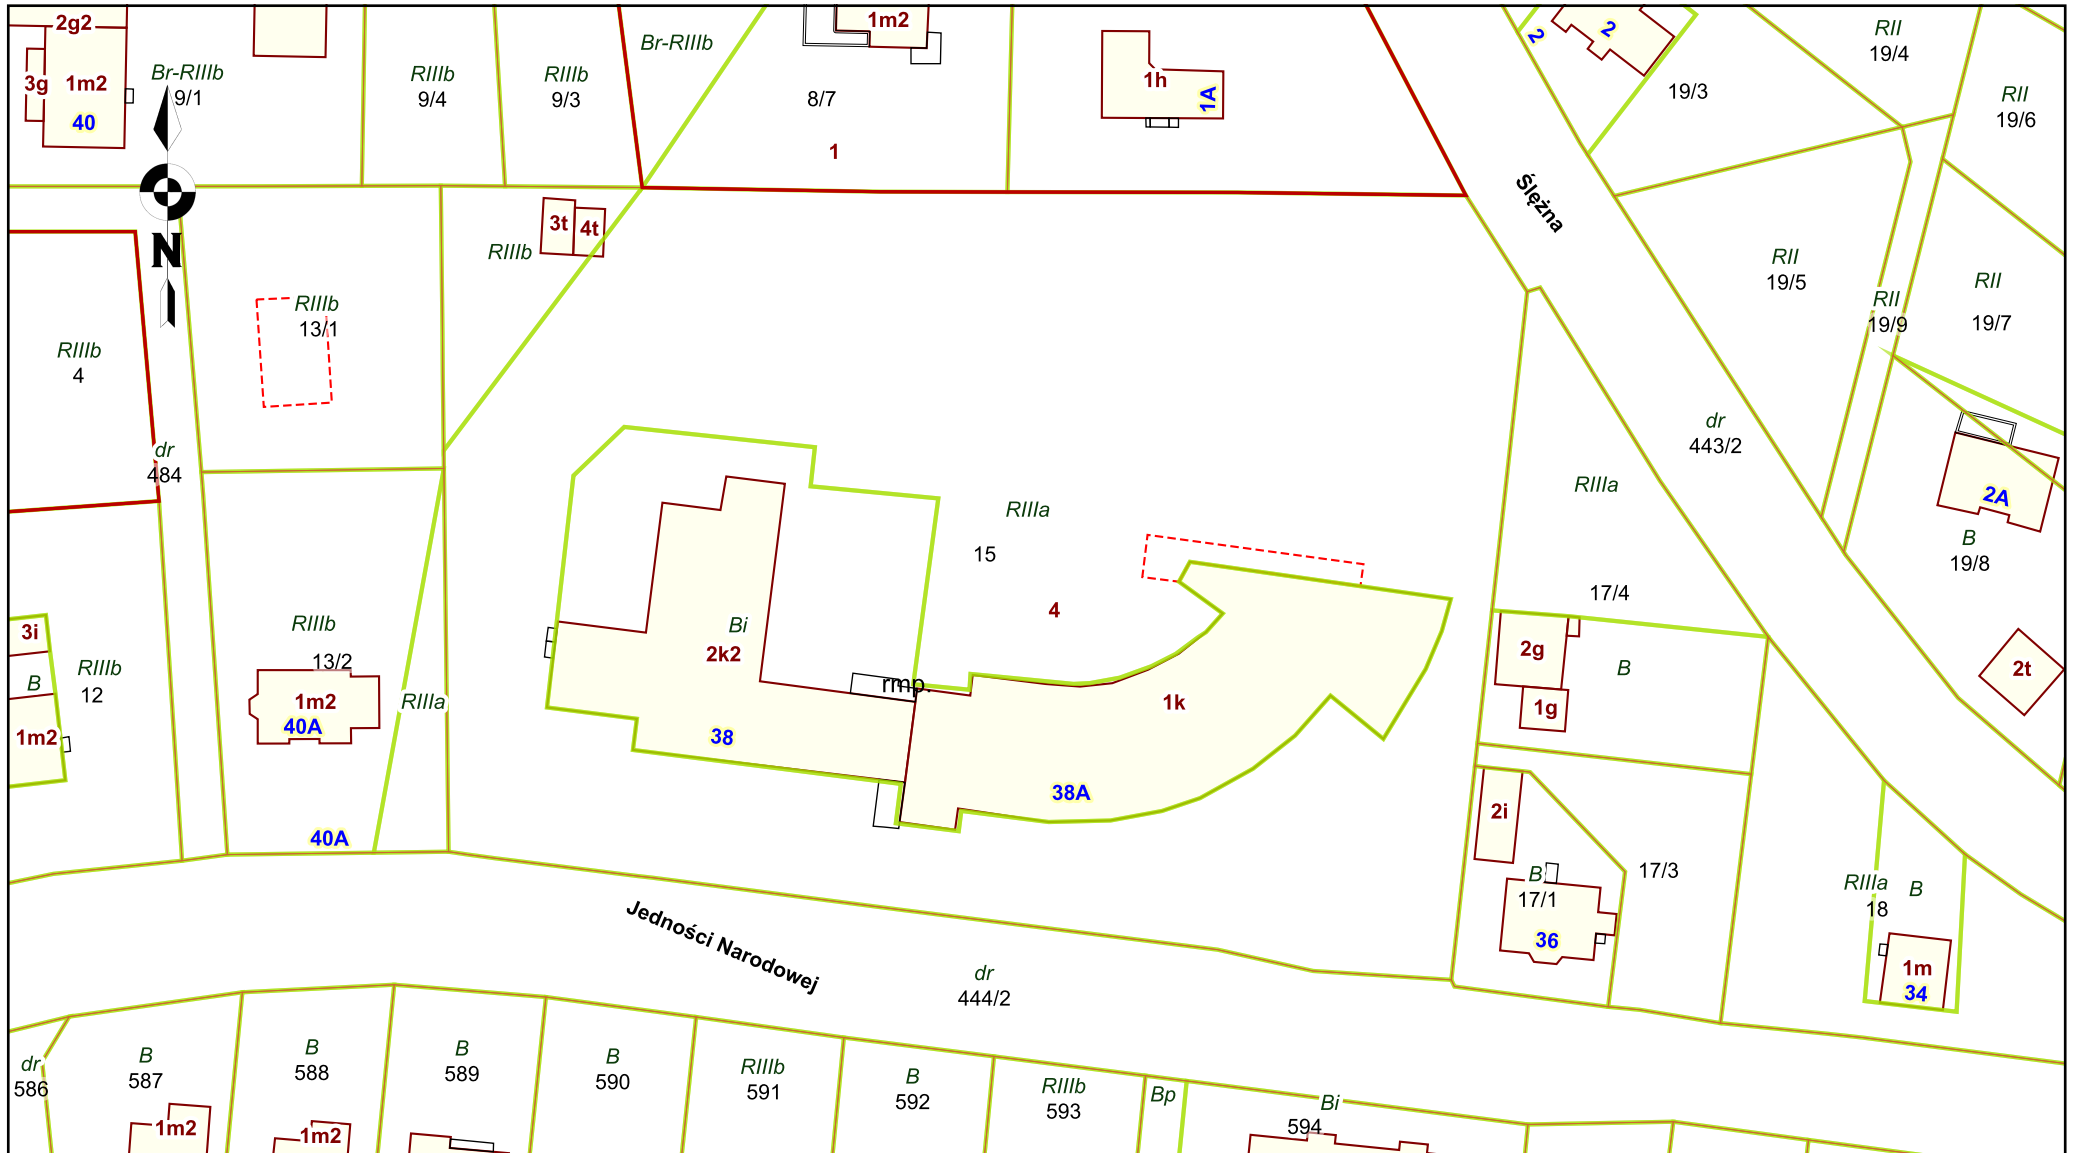 2g2
3g
1m2
40
Br-RIIIb
9/1
RIIIb
9/4
RIIIb
9/3
Br-RIIIb
1m2
8/7
1
1h
1A
2
2
19/3
RII
19/4
RII
19/6
N
RIIIb
4
RIIIb
13/1
RIIIb
3t
4t
Ślężna
RII
19/5
RII
19/9
RII
19/7
dr
484
dr
443/2
RIIIa
15
4
RIIIa
17/4
2A
B
19/8
3i
B
1m2
RIIIb
12
RIIIb
13/2
1m2
40A
RIIIa
40A
Bi
2k2
rmp.
38
1k
38A
2g
1g
B
2t
2i
B
17/1
36
17/3
RIIIa
18
B
1m
34
Jedności Narodowej
dr
444/2
dr
586
B
587
1m2
B
588
1m2
B
589
B
590
RIIIb
591
B
592
RIIIb
593
Bp
Bi
594